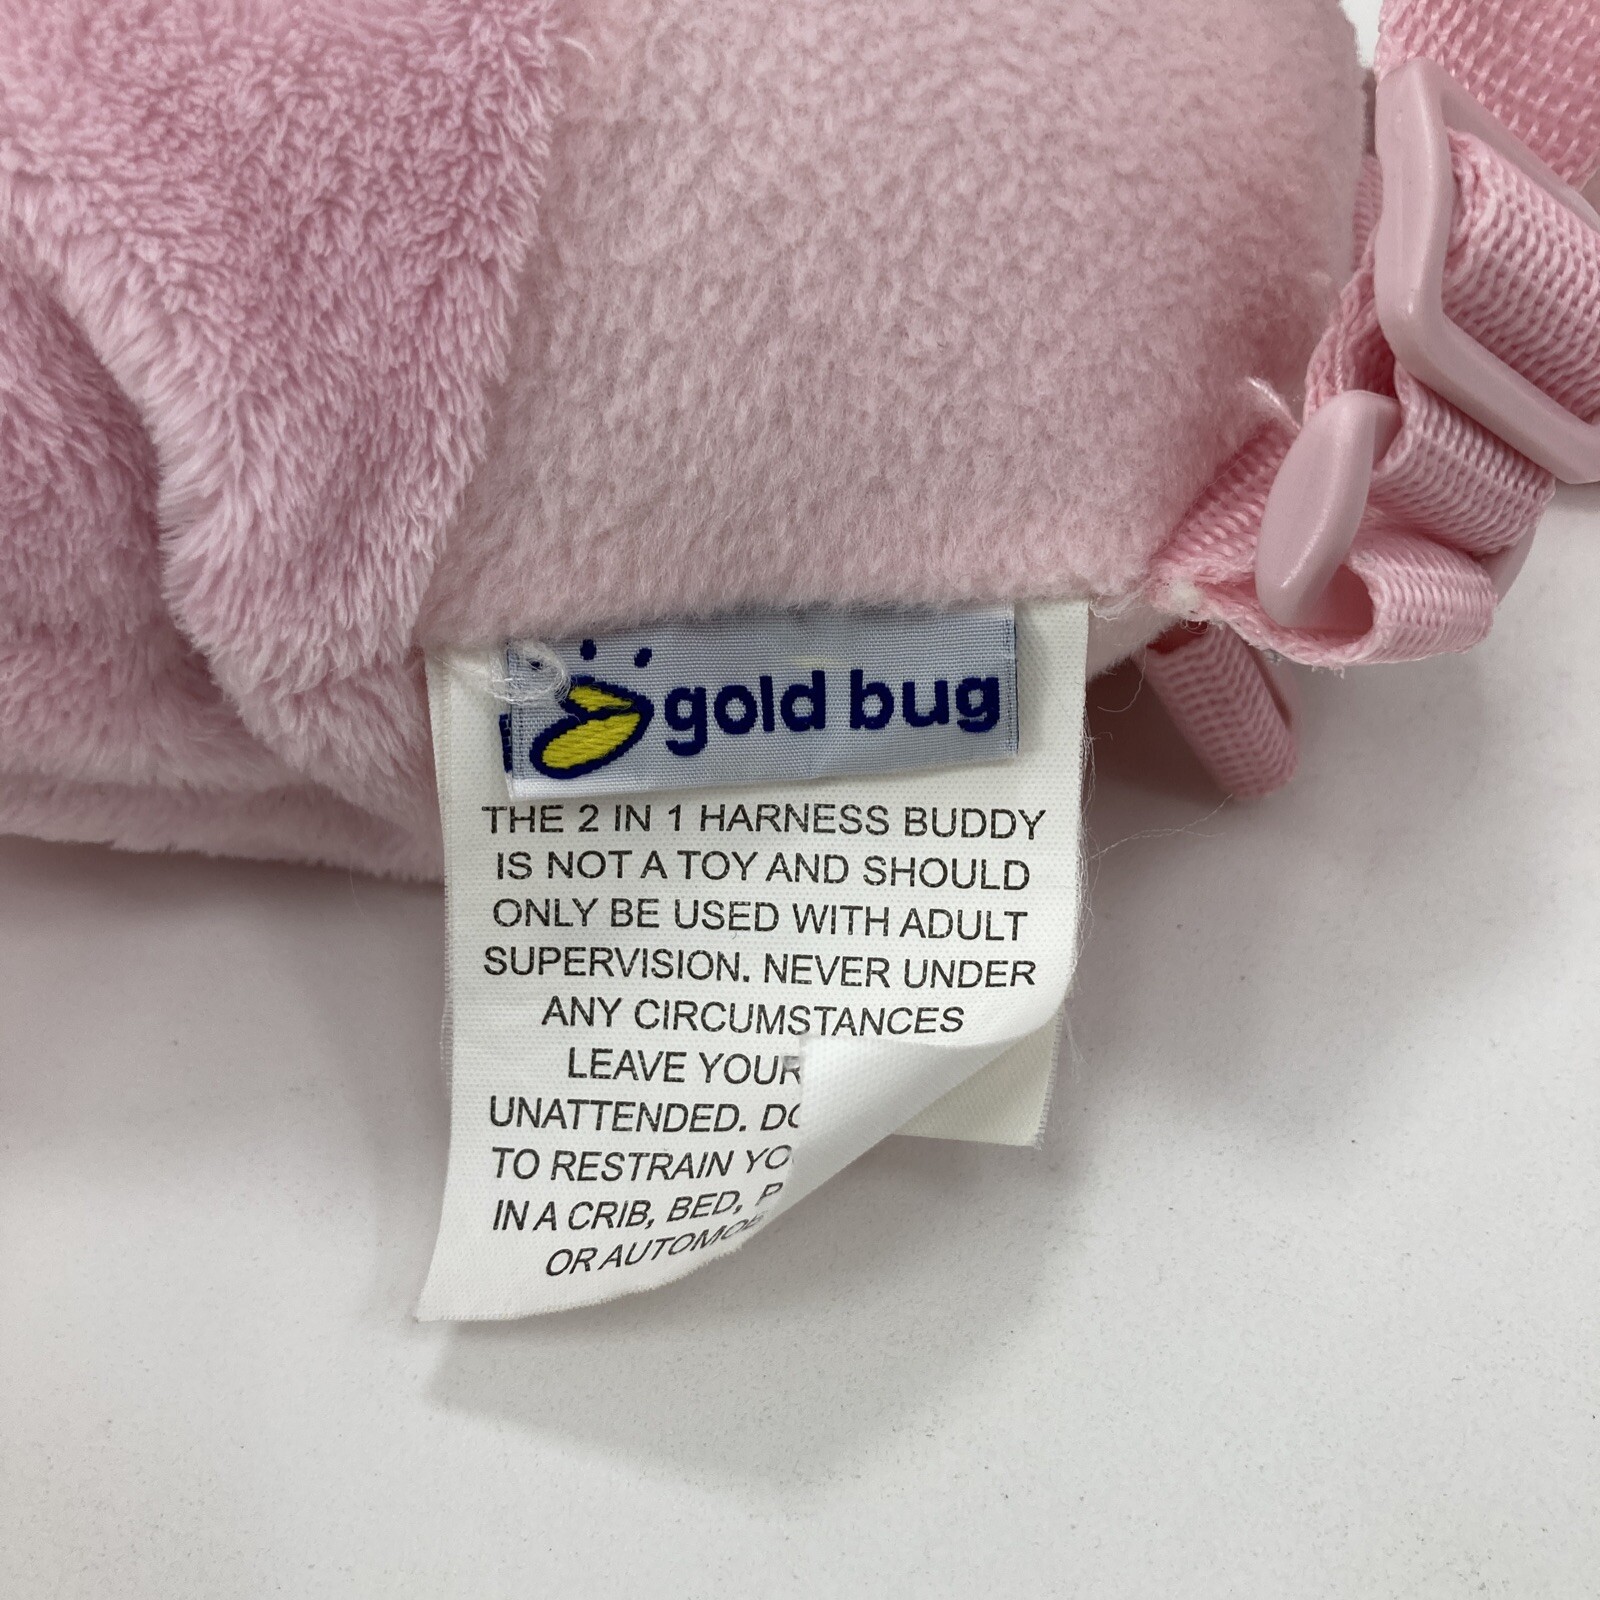 gold bug
THE 2 IN 1 HARNESS BUDDY
IS NOT A TOY AND SHOULD
ONLY BE USED WITH ADULT
SUPERVISION. NEVER UNDER
ANY CIRCUMSTANCES
LEAVE YOUR
UNATTENDED.
TO RESTRAIN
IN A CRIB, BED,
OR